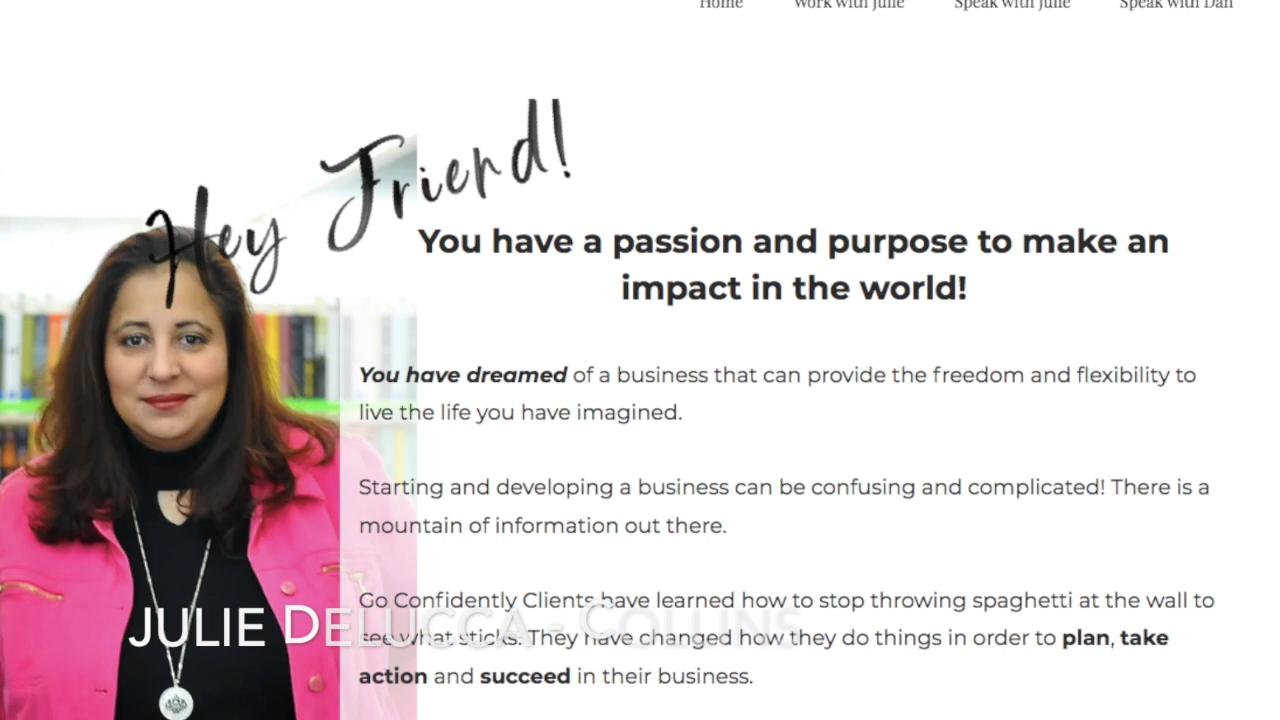 Home Work with Julie Speak with Julie Speak with Dan
Hey Friend!
You have a passion and purpose to make an
impact in the world!
You have dreamed of a business that can provide the freedom and flexibility to
live the life you have imagined.
Starting and developing a business can be confusing and complicated! There is a
mountain of information out there.
Go Confidently Clients have learned how to stop throwing spaghetti at the wall to
see what sticks. They have changed how they do things in order to plan, take
action and succeed in their business.
JULIE DELUCCA - COLLINS